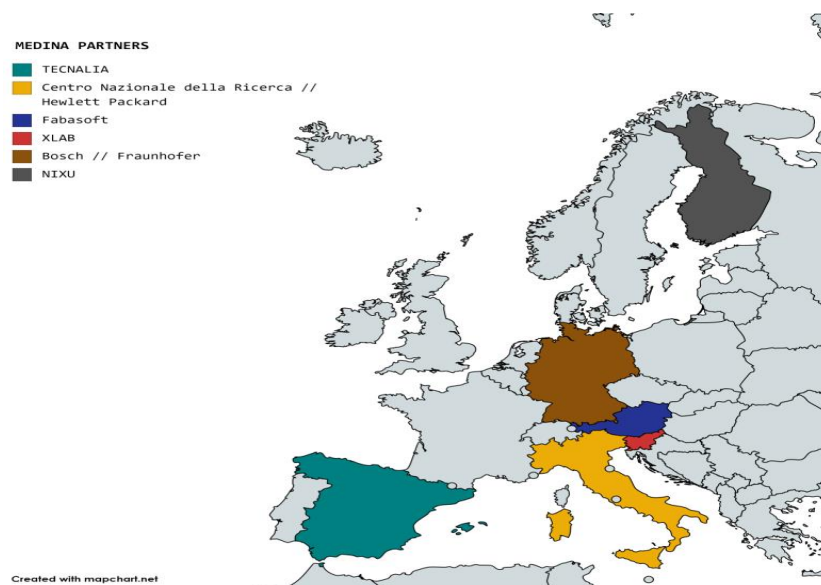 MEDINA PARTNERS
TECNALIA
Centro Nazionale della Ricerca //
Hewlett Packard
Fabasoft
XLAB
Bosch // Fraunhofer
NIXU
Created with mapchart.net